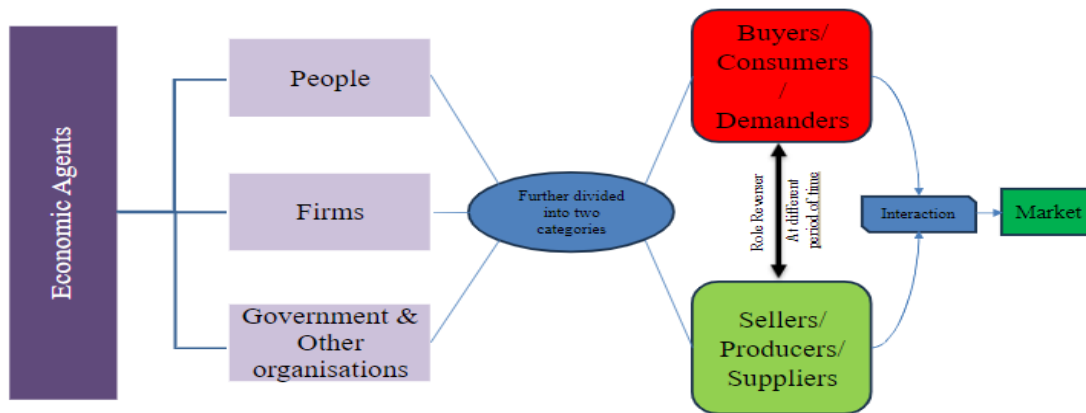 Economic Agents
People
Firms
Government &
Other
organisations
Further divided
into two
categories
Buyers/
Consumers
/
Demanders
Role Reverser
At different
period of time
Sellers/
Producers/
Suppliers
Interaction
Market